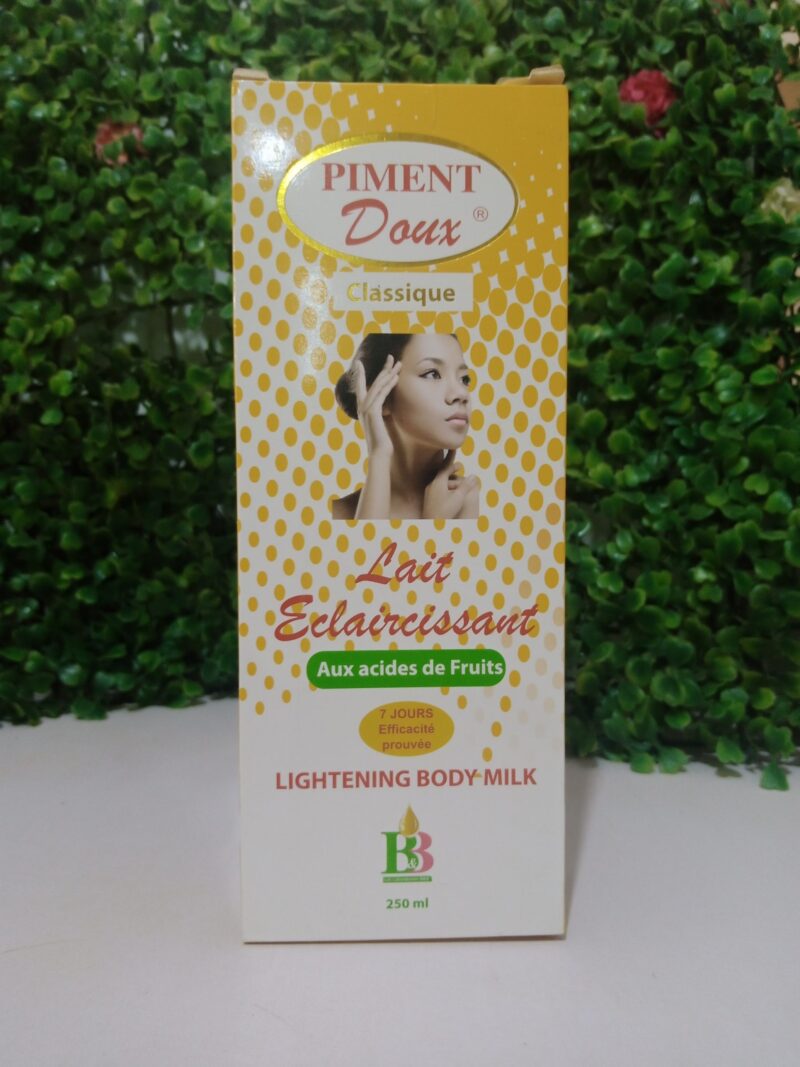 PIMENT
Doux ®
Classique
Lait
Eclaircissant
Aux acides de Fruits
7 JOURS
Efficacité
prouvée
LIGHTENING BODY MILK
B&B
250 ml